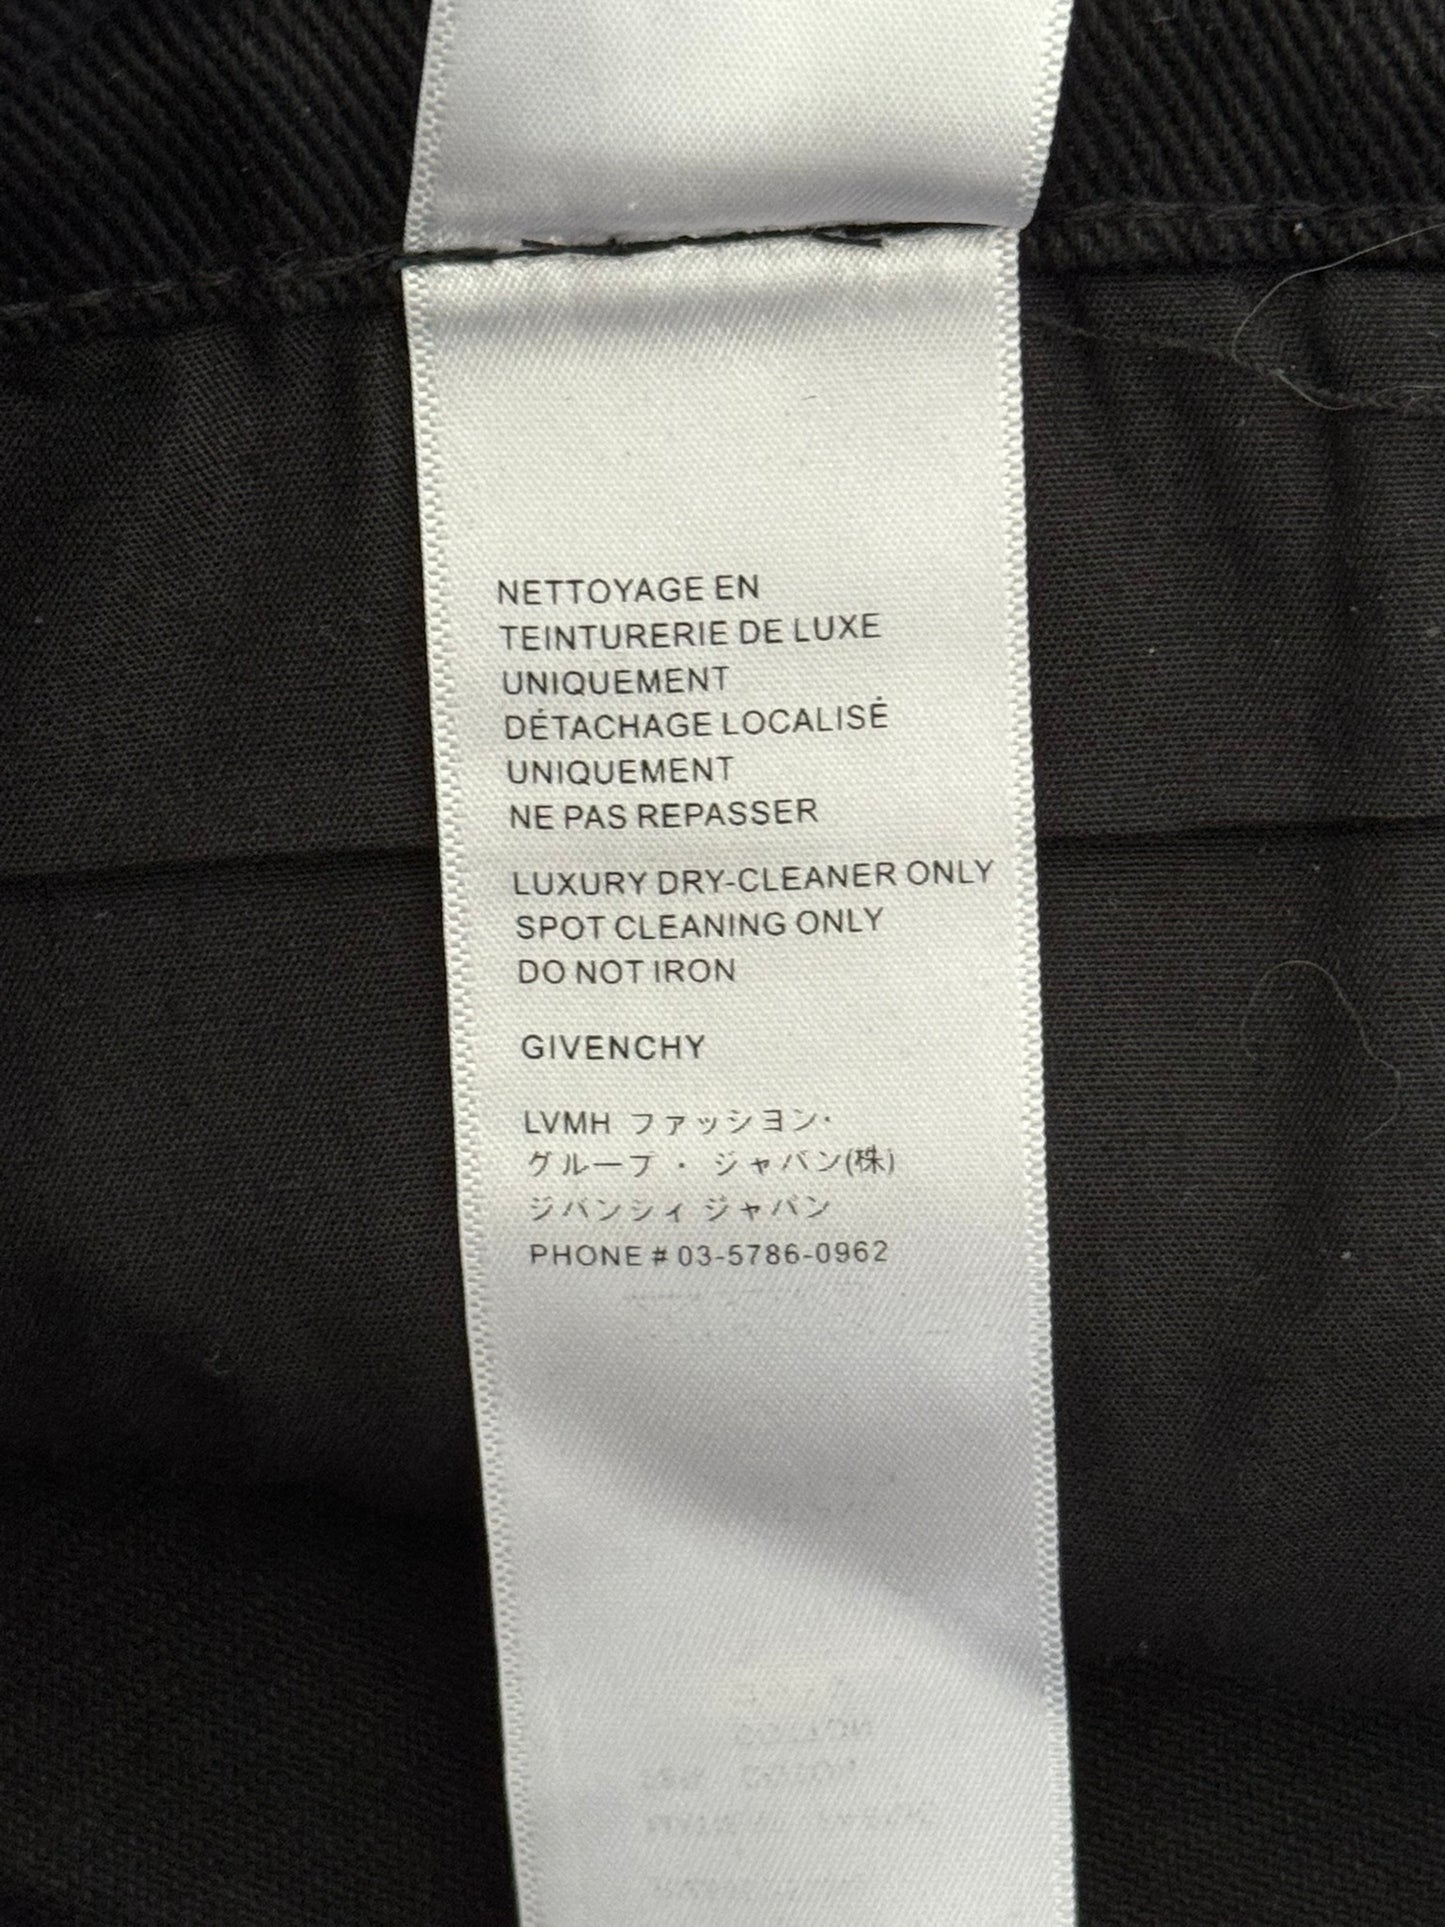 NETTOYAGE EN
TEINTURERIE DE LUXE
UNIQUEMENT
DÉTACHAGE LOCALISÉ
UNIQUEMENT
NE PAS REPASSER
LUXURY DRY-CLEANER ONLY
SPOT CLEANING ONLY
DO NOT IRON
GIVENCHY
LVMH ファッション・
グループ・ジャパン(株)
ジバンシィ ジャパン
PHONE # 03-5786-0962